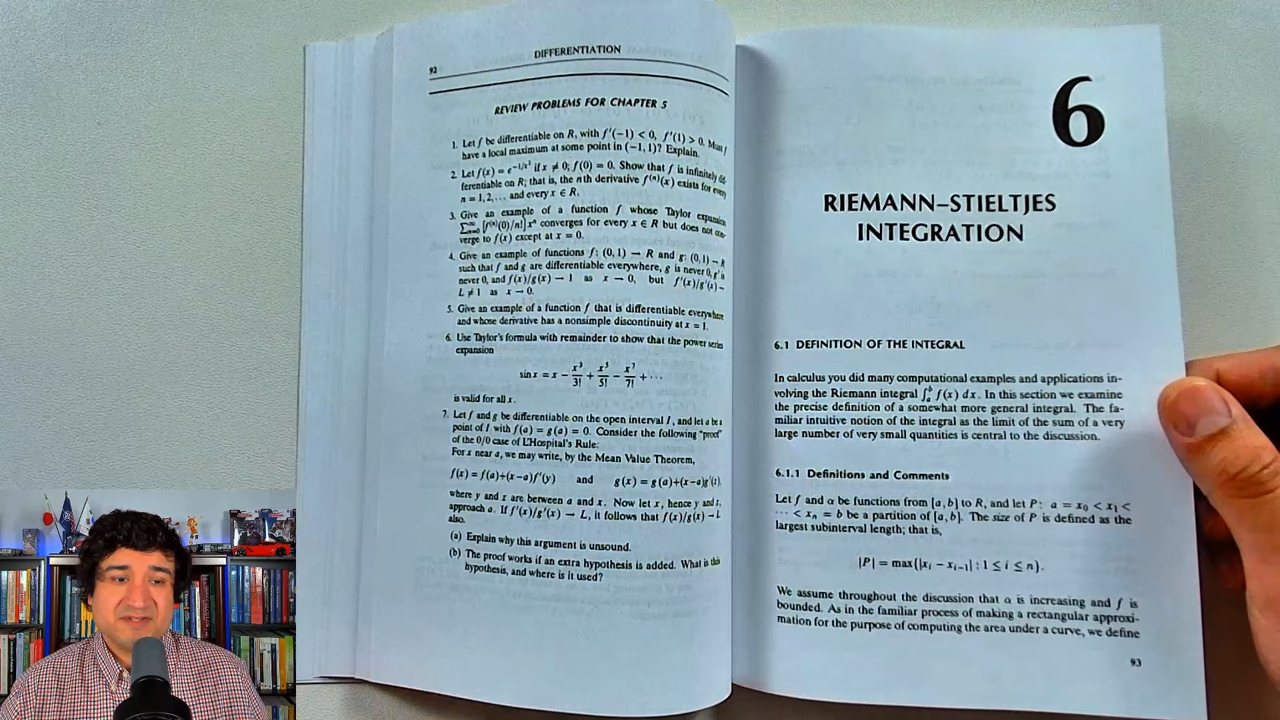 92
DIFFERENTIATION
REVIEW PROBLEMS FOR CHAPTER 5
1. Let f be differentiable on R, with f'(−1) < 0, f'(1) > 0. Must f
have a local maximum at some point in (−1, 1)? Explain.
2. Let f(x) = e^{−1/x²} if x ≠ 0; f(0) = 0. Show that f is infinitely dif-
ferentiable on R; that is, the nth derivative f^{(n)}(x) exists for every
n = 1, 2, ... and every x ∈ R.
3. Give an example of a function f whose Taylor expansion
∑_{n=0}^{∞} [f^{(n)}(0)/n!] x^n converges for every x ∈ R but does not con-
verge to f(x) except at x = 0.
4. Give an example of functions f: (0, 1) → R and g: (0, 1) → R
such that f and g are differentiable everywhere, g is never 0, g' is
never 0, and f(x)/g(x) → 1 as x → 0, but f'(x)/g'(x) →
L ≠ 1 as x → 0.
5. Give an example of a function f that is differentiable everywhere
and whose derivative has a nonsimple discontinuity at x = 1.
6. Use Taylor's formula with remainder to show that the power series
expansion
sin x = x − x³/3! + x⁵/5! − x⁷/7! + ···
is valid for all x.
7. Let f and g be differentiable on the open interval I, and let a be a
point of I with f(a) = g(a) = 0. Consider the following "proof"
of the 0/0 case of L'Hospital's Rule:
For x near a, we may write, by the Mean Value Theorem,
f(x) = f(a)+(x−a)f'(y) and g(x) = g(a)+(x−a)g'(z),
where y and z are between a and x. Now let x, hence y and z,
approach a. If f'(x)/g'(x) → L, it follows that f(x)/g(x) → L
also.
(a) Explain why this argument is unsound.
(b) The proof works if an extra hypothesis is added. What is this
hypothesis, and where is it used?
6
RIEMANN–STIELTJES
INTEGRATION
6.1 DEFINITION OF THE INTEGRAL
In calculus you did many computational examples and applications in-
volving the Riemann integral ∫_a^b f(x) dx. In this section we examine
the precise definition of a somewhat more general integral. The fa-
miliar intuitive notion of the integral as the limit of the sum of a very
large number of very small quantities is central to the discussion.
6.1.1 Definitions and Comments
Let f and α be functions from [a, b] to R, and let P: a = x₀ < x₁ <
··· < xₙ = b be a partition of [a, b]. The size of P is defined as the
largest subinterval length; that is,
|P| = max{|xᵢ − xᵢ₋₁| : 1 ≤ i ≤ n}.
We assume throughout the discussion that α is increasing and f is
bounded. As in the familiar process of making a rectangular approxi-
mation for the purpose of computing the area under a curve, we define
93